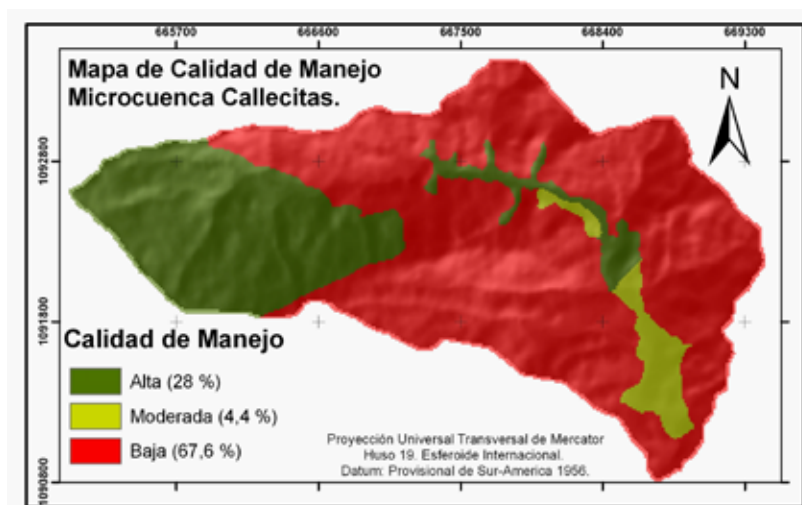 665700 666600 667500 668400 669300
Mapa de Calidad de Manejo
Microcuenca Callecitas.
N
1092800
1091800
1090800
Calidad de Manejo
Alta (28 %)
Moderada (4,4 %)
Baja (67,6 %)
Proyección Universal Transversal de Mercator
Huso 19. Esferoide Internacional.
Datum: Provisional de Sur-America 1956.